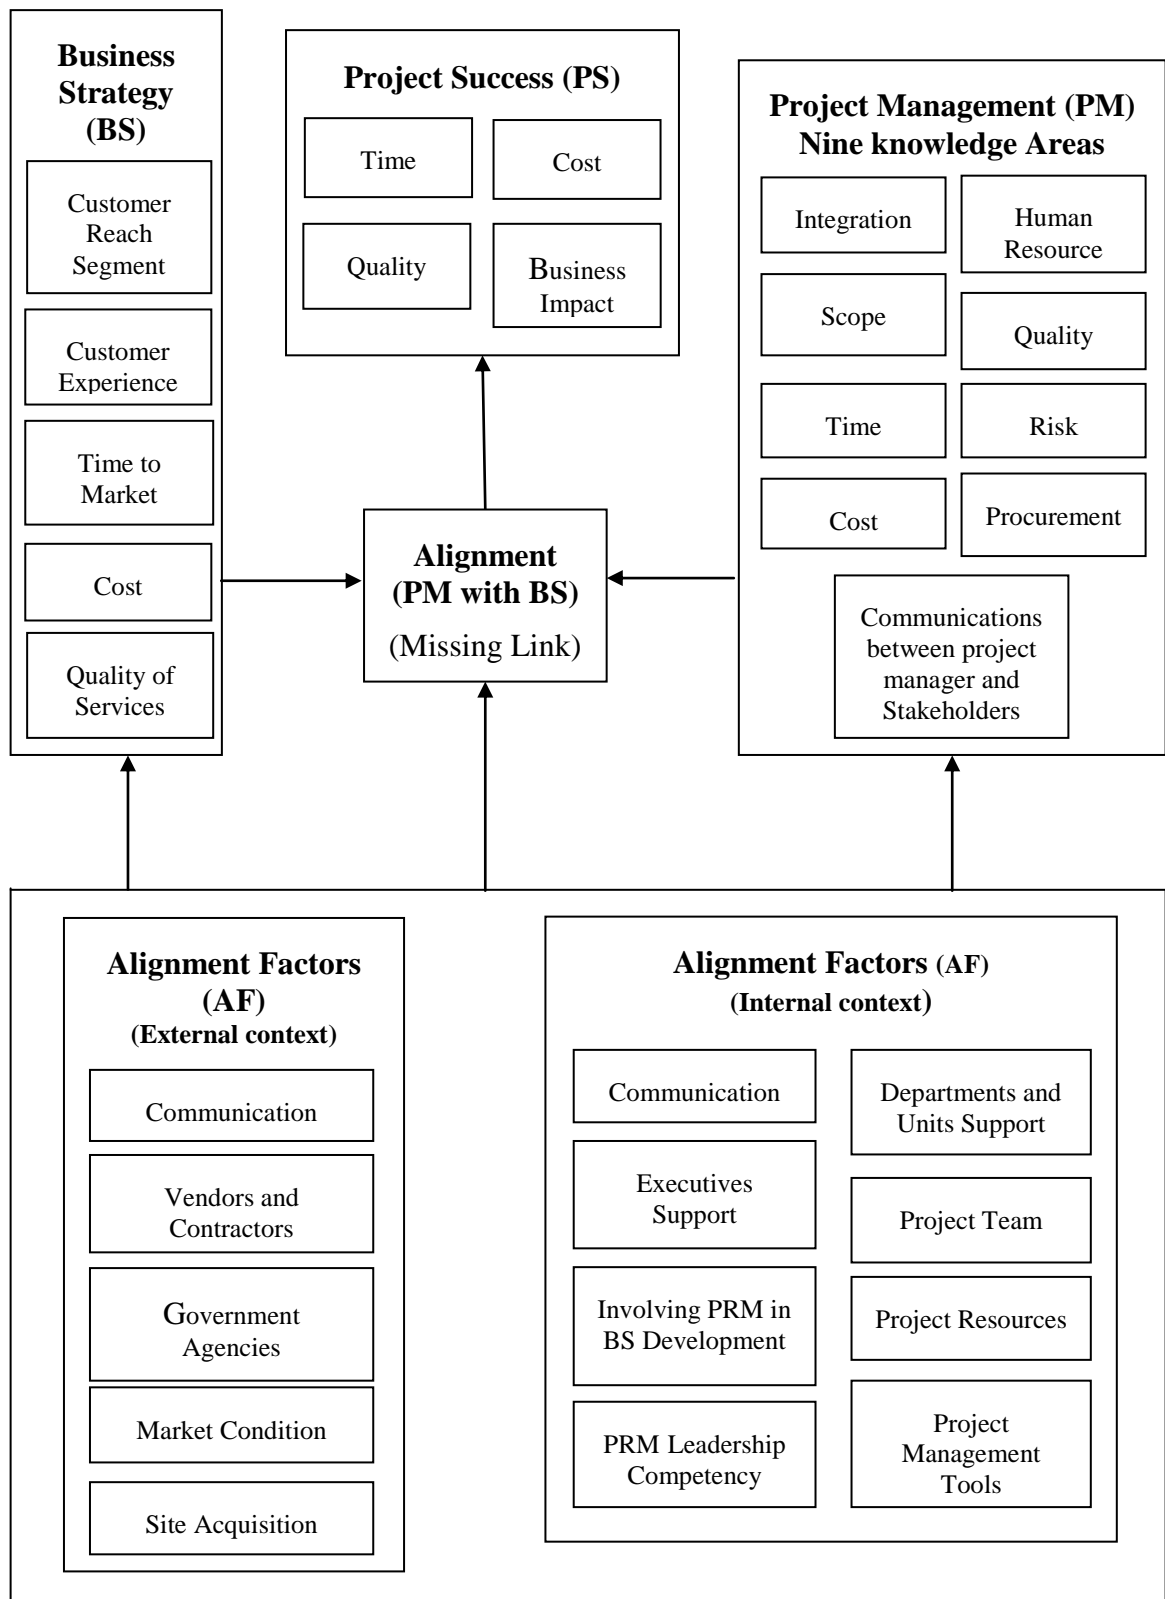 Business
Strategy
(BS)
Customer
Reach
Segment
Customer
Experience
Time to
Market
Cost
Quality of
Services
Project Success (PS)
Time
Cost
Quality
Business
Impact
Project Management (PM)
Nine knowledge Areas
Integration
Human
Resource
Scope
Quality
Time
Risk
Cost
Procurement
Communications
between project
manager and
Stakeholders
Alignment
(PM with BS)
(Missing Link)
Alignment Factors
(AF)
(External context)
Communication
Vendors and
Contractors
Government
Agencies
Market Condition
Site Acquisition
Alignment Factors (AF)
(Internal context)
Communication
Departments and
Units Support
Executives
Support
Project Team
Involving PRM in
BS Development
Project Resources
PRM Leadership
Competency
Project
Management
Tools